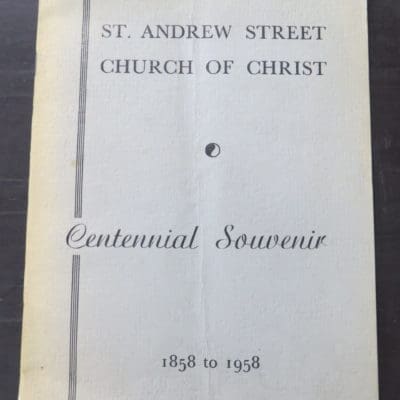 ST. ANDREW STREET
CHURCH OF CHRIST
Centennial Souvenir
1858 to 1958